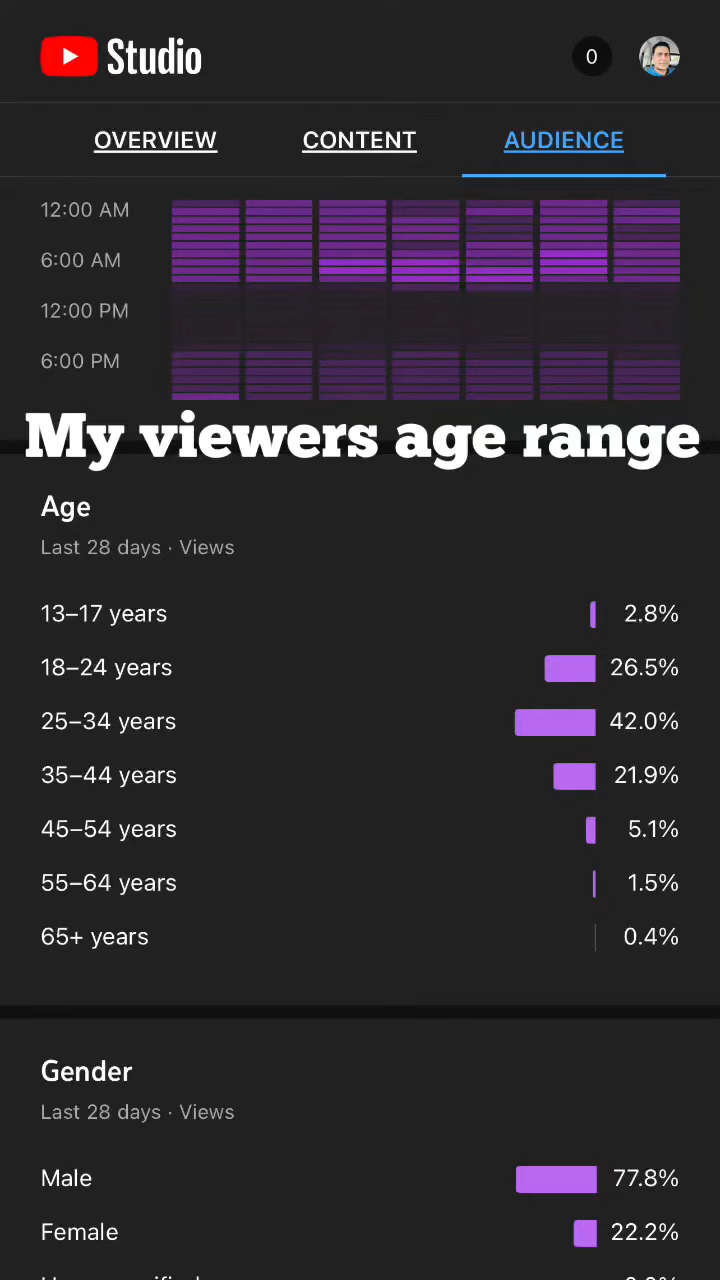 Studio
0
OVERVIEW CONTENT AUDIENCE
12:00 AM
6:00 AM
12:00 PM
6:00 PM
My viewers age range
Age
Last 28 days · Views
13–17 years 2.8%
18–24 years 26.5%
25–34 years 42.0%
35–44 years 21.9%
45–54 years 5.1%
55–64 years 1.5%
65+ years 0.4%
Gender
Last 28 days · Views
Male 77.8%
Female 22.2%